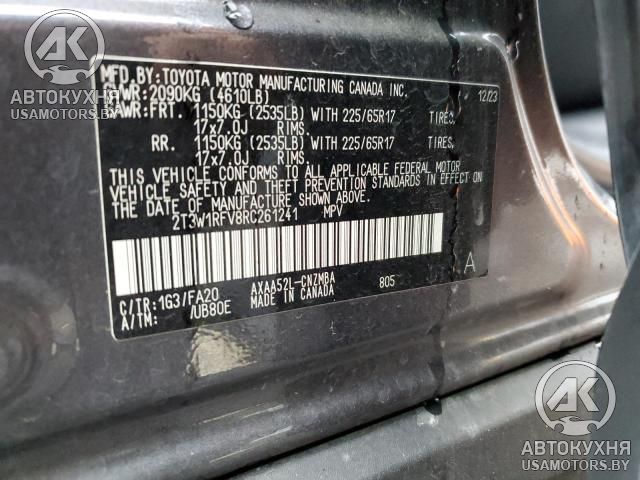 АК
АВТОКУХНЯ
USAMOTORS.BY
MFD.BY:TOYOTA MOTOR MANUFACTURING CANADA INC.
GVWR:2090KG (4610LB) 12/23
GAWR:FRT. 1150KG (2535LB) WITH 225/65R17 TIRES,
17x7.0J RIMS.
RR. 1150KG (2535LB) WITH 225/65R17 TIRES,
17x7.0J RIMS.
THIS VEHICLE CONFORMS TO ALL APPLICABLE FEDERAL MOTOR
VEHICLE SAFETY AND THEFT PREVENTION STANDARDS IN EFFECT ON
THE DATE OF MANUFACTURE SHOWN ABOVE.
2T3W1RFV8RC261241 MPV
C/TR:1G3/FA20 AXAA52L-CNZMBA 805 A
A/TM: /UB80E MADE IN CANADA
АК
АВТОКУХНЯ
USAMOTORS.BY